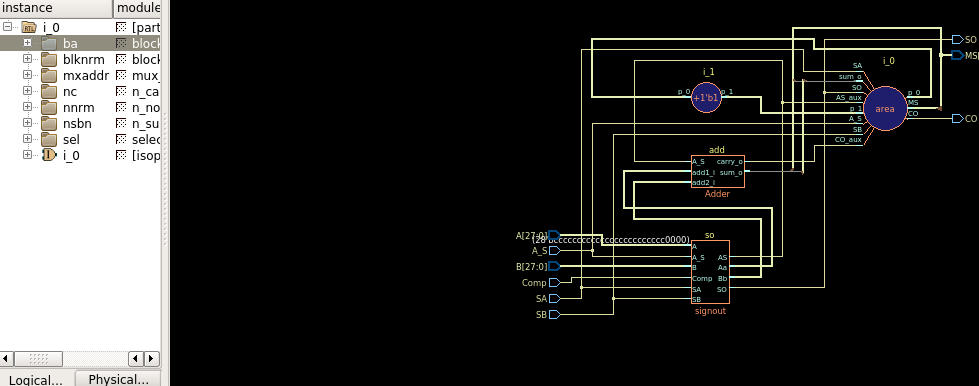 instance
module
i_0
[part
ba
block
blknrm
block
mxaddr
mux_
nc
n_ca
nnrm
n_no
nsbn
n_su
sel
selec
i_0
[isop
Logical...
Physical...
SO
MS
CO
i_0
SA
sum_o
SO
AS_aux
p_1
A_S
SB
CO_aux
area
p_0
MS
CO
i_1
p_0
+1'b1
p_1
add
A_S
carry_o
add1_i
sum_o
add2_i
Adder
A[27:0]
A_S
B[27:0]
Comp
SA
SB
so
A
A_S
AS
B
Aa
Comp
Bb
SA
SO
SB
signout